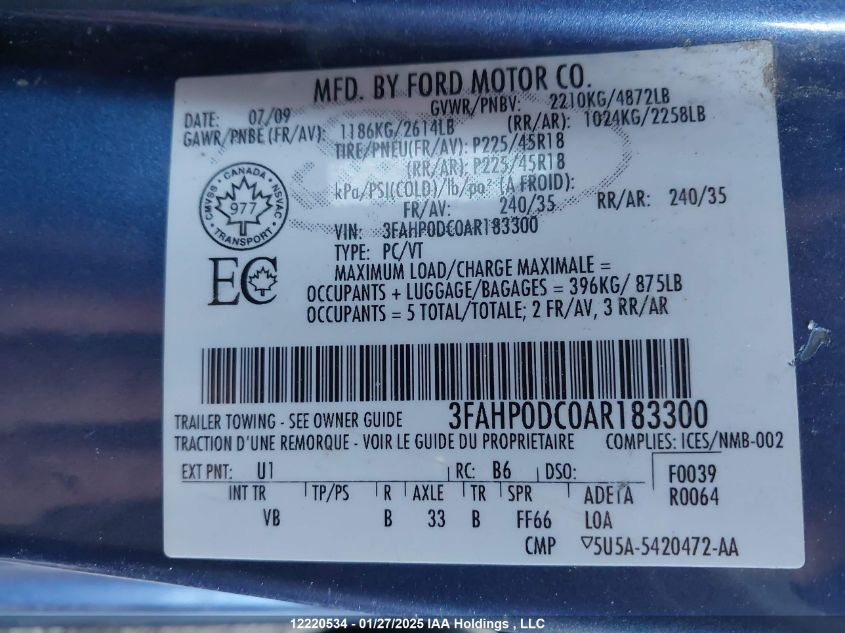 MFD. BY FORD MOTOR CO.
DATE: 07/09 GVWR/PNBV: 2210KG/4872LB
GAWR/PNBE (FR/AV): 1186KG/2614LB (RR/AR): 1024KG/2258LB
TIRE/PNEU(FR/AV): P225/45R18
(RR/AR): P225/45R18
kPa/PSI(COLD)/lb/po² (A FROID):
FR/AV: 240/35 RR/AR: 240/35
CMVSS CANADA NSVAC
977
TRANSPORT
VIN: 3FAHP0DC0AR183300
TYPE: PC/VT
EC
MAXIMUM LOAD/CHARGE MAXIMALE =
OCCUPANTS + LUGGAGE/BAGAGES = 396KG/ 875LB
OCCUPANTS = 5 TOTAL/TOTALE; 2 FR/AV, 3 RR/AR
TRAILER TOWING - SEE OWNER GUIDE 3FAHP0DC0AR183300
TRACTION D'UNE REMORQUE - VOIR LE GUIDE DU PROPRIETAIRE COMPLIES: ICES/NMB-002
EXT PNT: U1 RC: B6 DSO: F0039
INT TR TP/PS R AXLE TR SPR ADETA R0064
VB B 33 B FF66 LOA
CMP ▽5U5A-5420472-AA
12220534 - 01/27/2025 IAA Holdings , LLC